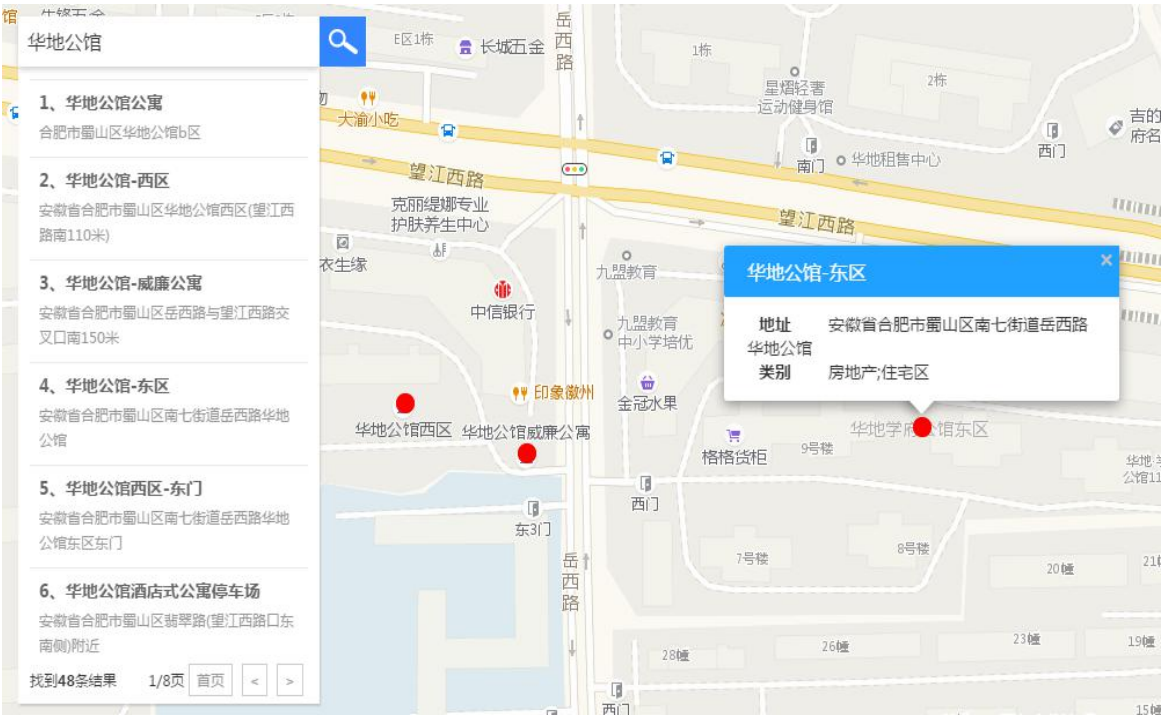 华地公馆
1、华地公馆公寓
合肥市蜀山区华地公馆b区
2、华地公馆-西区
安徽省合肥市蜀山区华地公馆西区(望江西
路南110米)
3、华地公馆-威廉公寓
安徽省合肥市蜀山区岳西路与望江西路交
叉口南150米
4、华地公馆-东区
安徽省合肥市蜀山区南七街道岳西路华地
公馆
5、华地公馆西区-东门
安徽省合肥市蜀山区南七街道岳西路华地
公馆东区东门
6、华地公馆酒店式公寓停车场
安徽省合肥市蜀山区翡翠路(望江西路口东
南侧)附近
找到48条结果 1/8页 首页 < >
馆
E区1栋
长城五金
岳西路
1栋
2栋
星熠轻奢
运动健身馆
大渝小吃
南门
华地租售中心
西门
吉的
府名
望江西路
望江西路
克丽缇娜专业
护肤养生中心
衣生缘
中信银行
九盟教育
九盟教育
中小学培优
华地公馆-东区 ×
地址 安徽省合肥市蜀山区南七街道岳西路
华地公馆
类别 房地产;住宅区
印象徽州
金冠水果
华地公馆西区
华地公馆威廉公寓
格格货柜
9号楼
华地学府公馆东区
华地·学
公馆11
西门
东3门
岳西路
7号楼
8号楼
20幢
28幢
26幢
23幢
19幢
西门
15幢